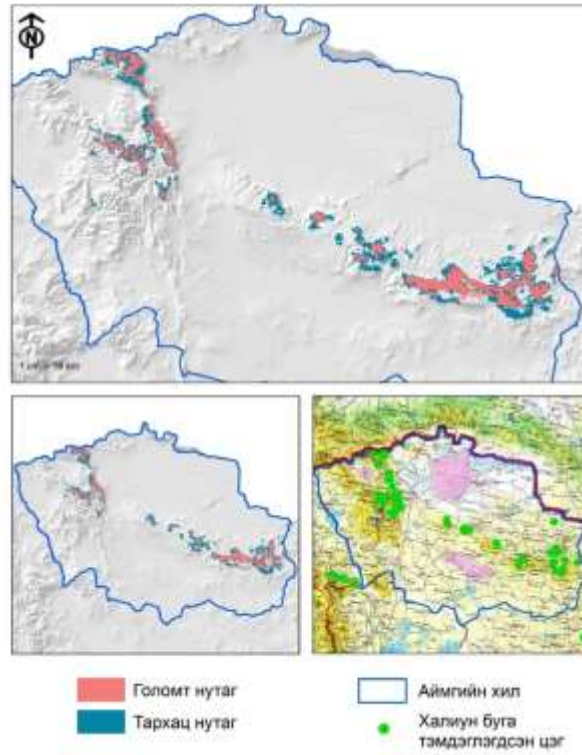 N
Голомт нутаг
Тархац нутаг
Аймгийн хил
Халиун буга
тэмдэглэгдсэн цэг